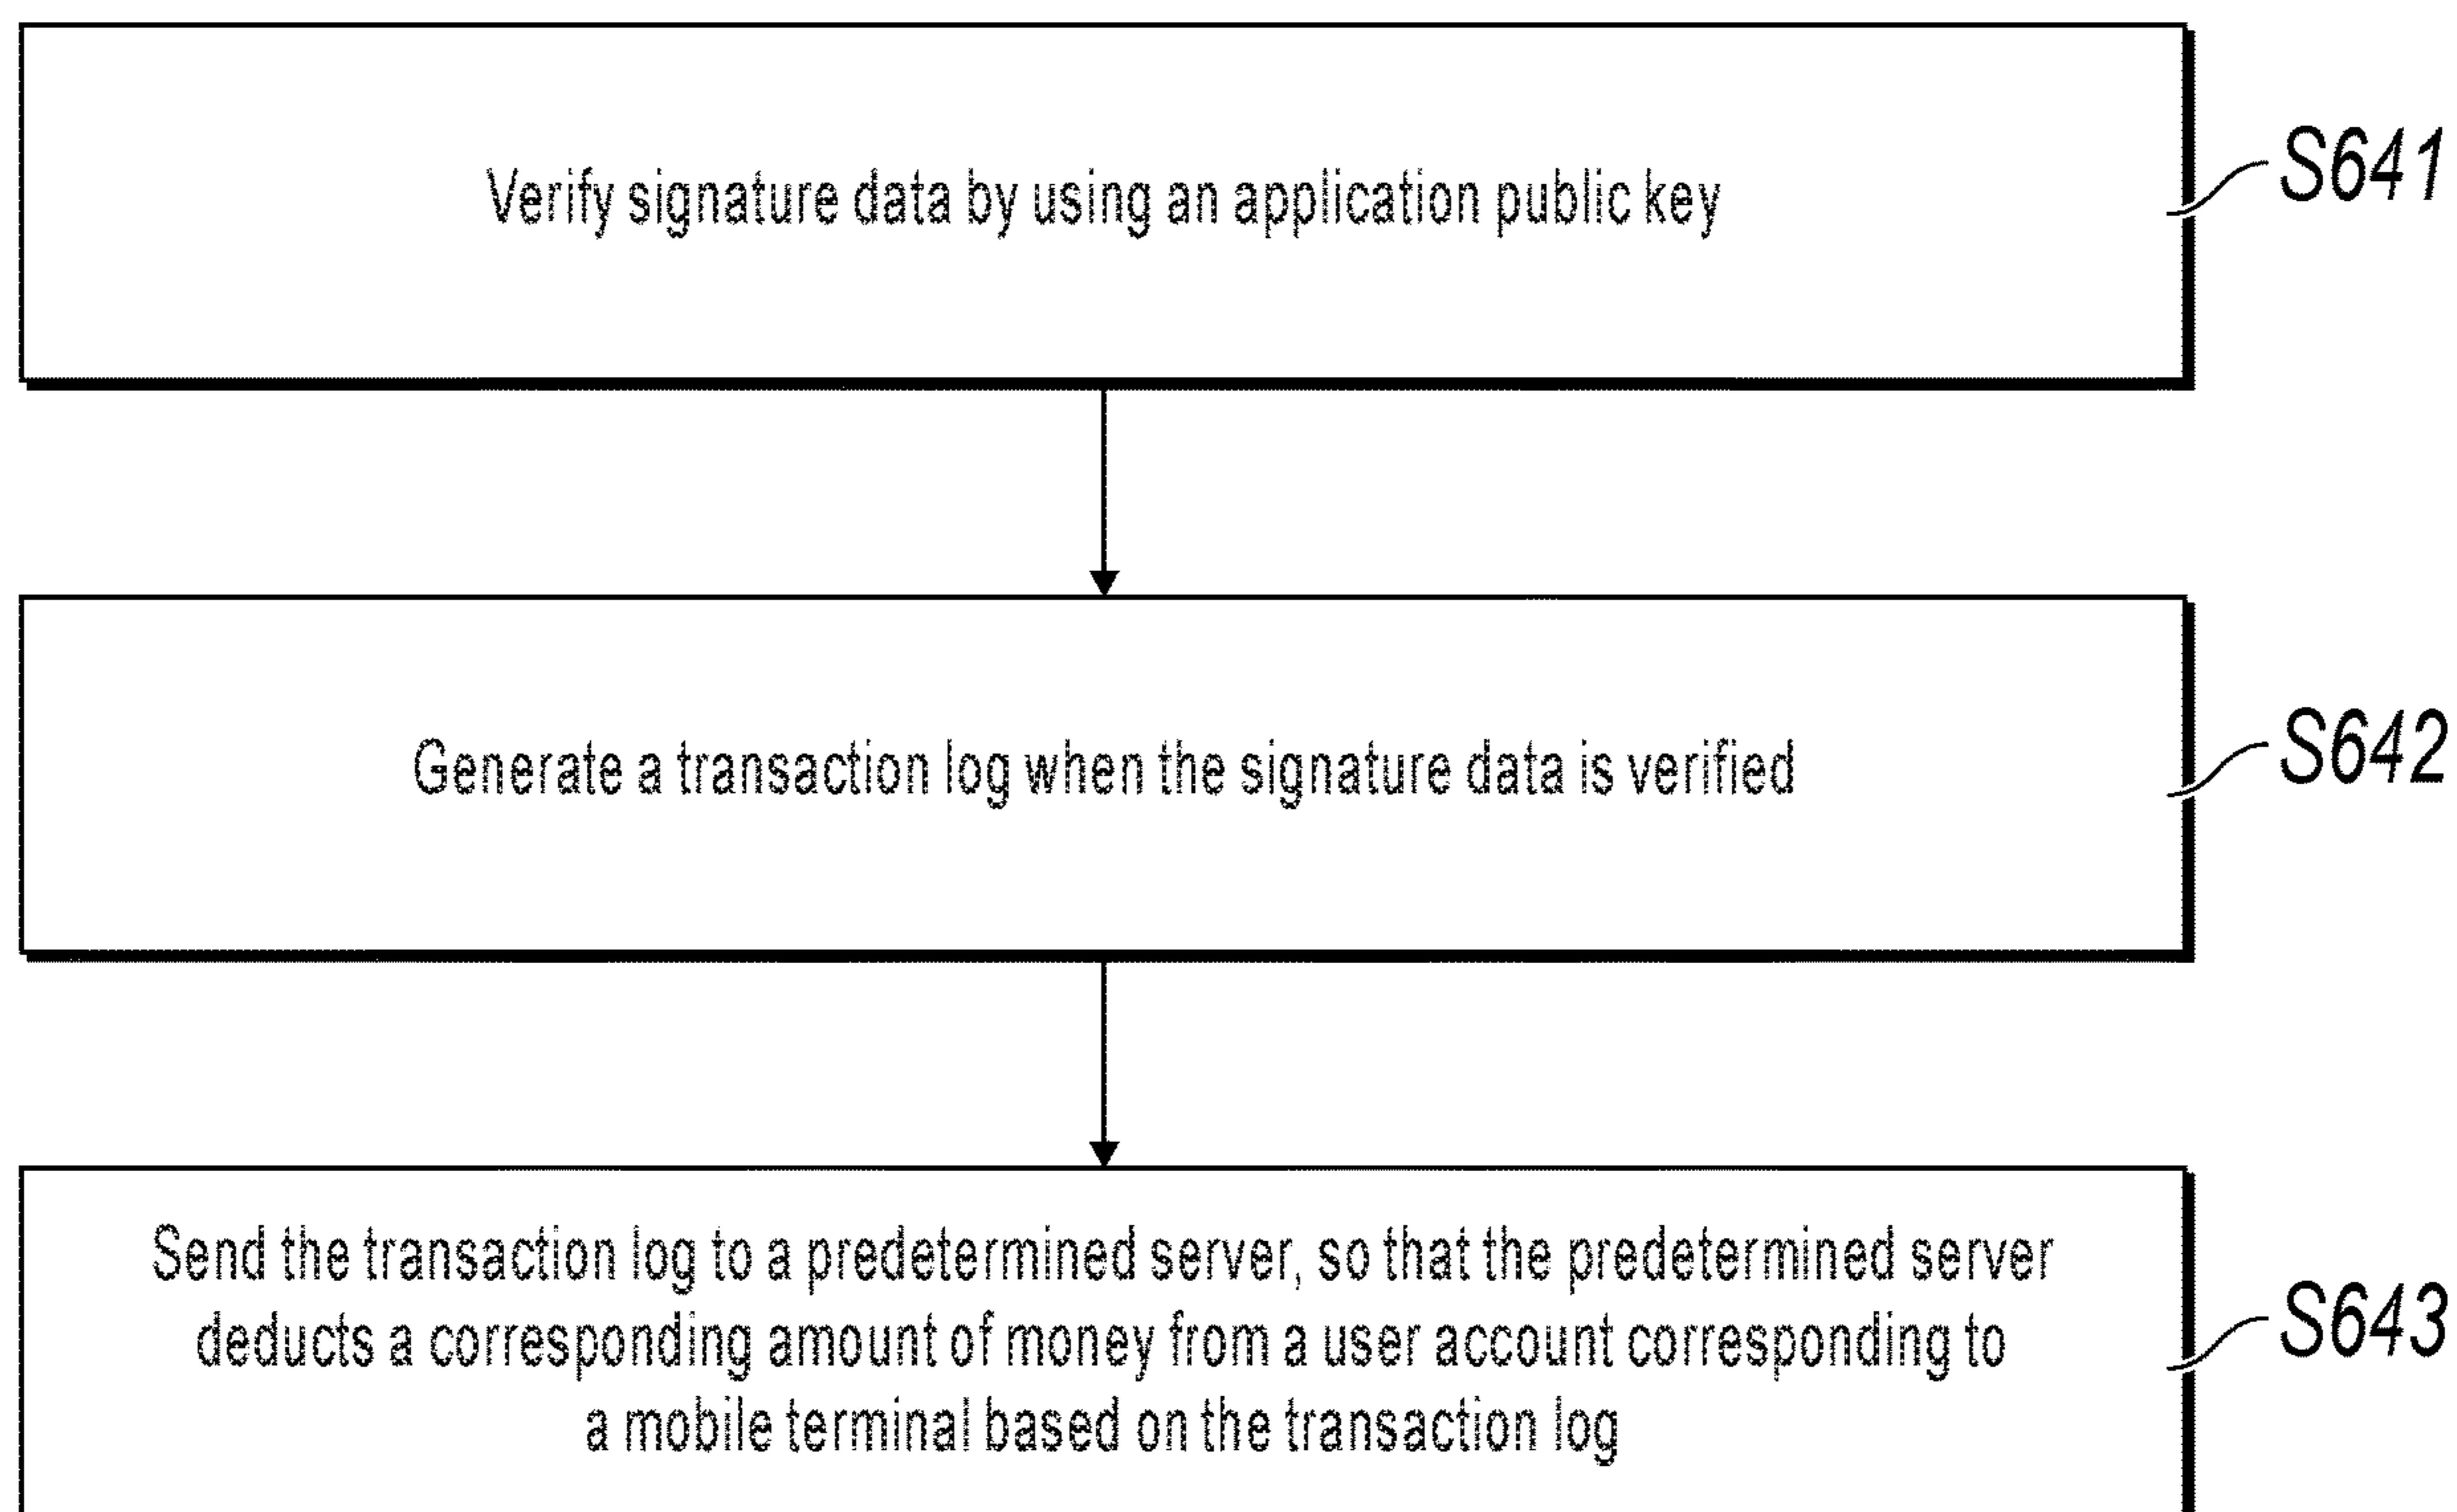 Verify signature data by using an application public key
S641
Generate a transaction log when the signature data is verified
S642
Send the transaction log to a predetermined server, so that the predetermined server
deducts a corresponding amount of money from a user account corresponding to
a mobile terminal based on the transaction log
S643